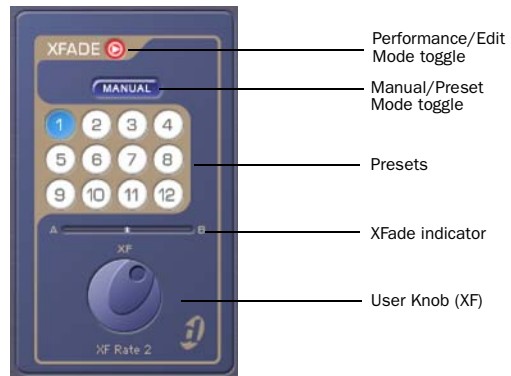 XFADE
Performance/Edit
Mode toggle
MANUAL
Manual/Preset
Mode toggle
1 2 3 4
5 6 7 8
9 10 11 12
Presets
A B
XFade indicator
XF
User Knob (XF)
XF Rate 2